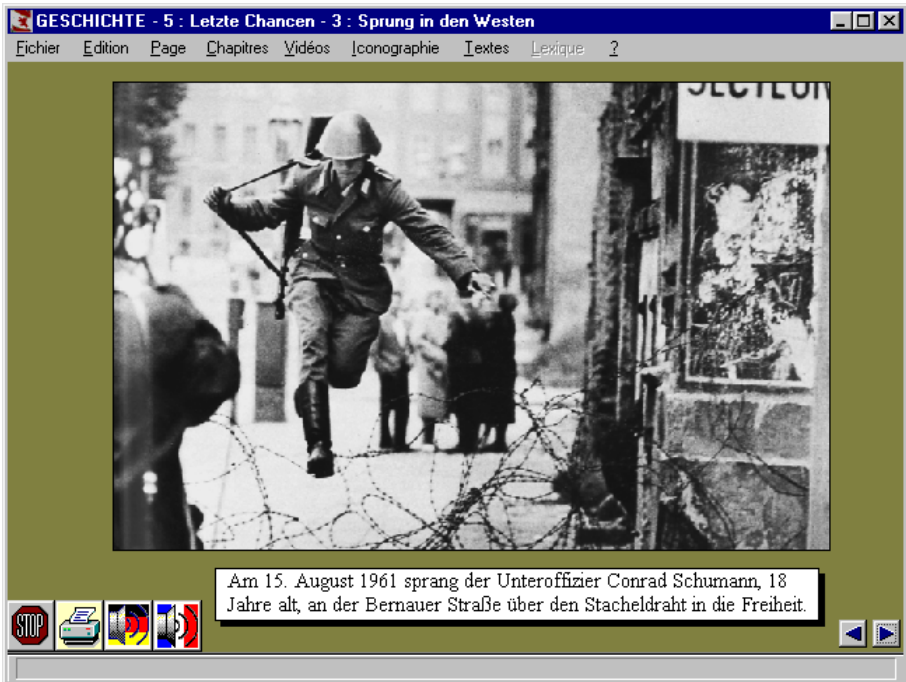 GESCHICHTE - 5 : Letzte Chancen - 3 : Sprung in den Westen
Fichier Edition Page Chapitres Vidéos Iconographie Textes Lexique ?
SECTEUR
Am 15. August 1961 sprang der Unteroffizier Conrad Schumann, 18
Jahre alt, an der Bernauer Straße über den Stacheldraht in die Freiheit.
STOP